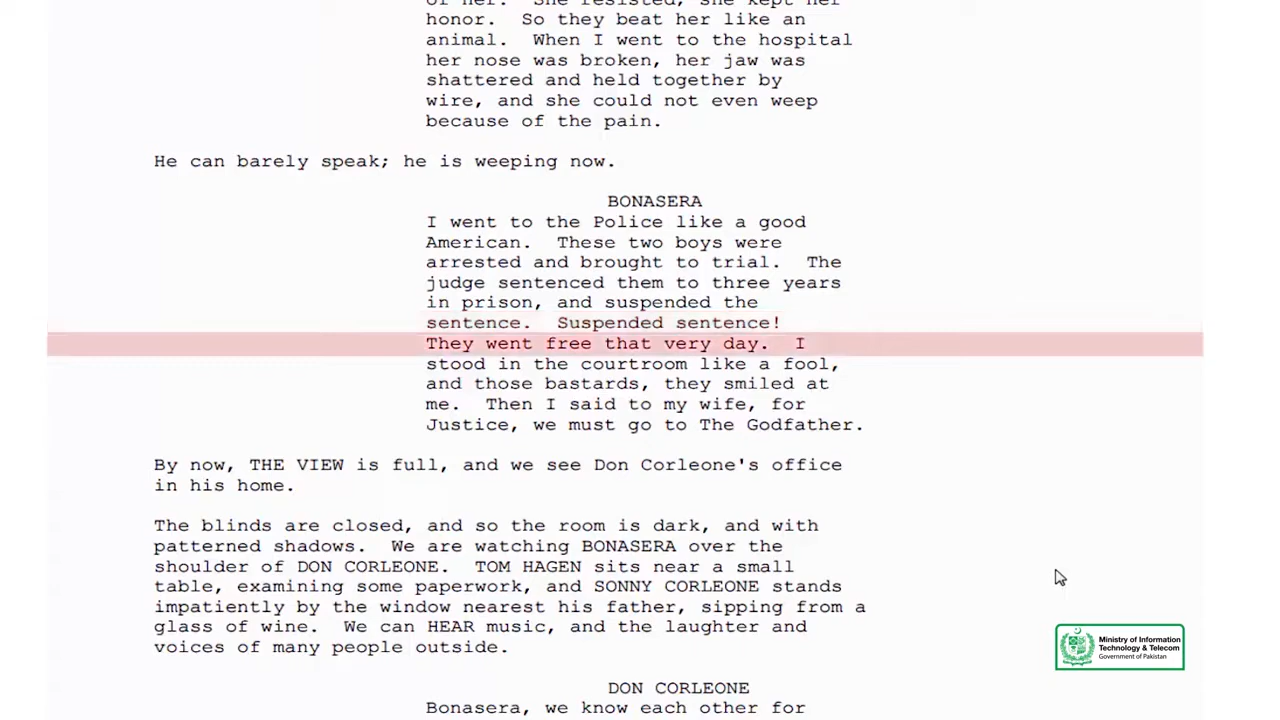 of her. She resisted, she kept her
honor. So they beat her like an
animal. When I went to the hospital
her nose was broken, her jaw was
shattered and held together by
wire, and she could not even weep
because of the pain.
He can barely speak; he is weeping now.
BONASERA
I went to the Police like a good
American. These two boys were
arrested and brought to trial. The
judge sentenced them to three years
in prison, and suspended the
sentence. Suspended sentence!
They went free that very day. I
stood in the courtroom like a fool,
and those bastards, they smiled at
me. Then I said to my wife, for
Justice, we must go to The Godfather.
By now, THE VIEW is full, and we see Don Corleone's office
in his home.
The blinds are closed, and so the room is dark, and with
patterned shadows. We are watching BONASERA over the
shoulder of DON CORLEONE. TOM HAGEN sits near a small
table, examining some paperwork, and SONNY CORLEONE stands
impatiently by the window nearest his father, sipping from a
glass of wine. We can HEAR music, and the laughter and
voices of many people outside.
DON CORLEONE
Bonasera, we know each other for
Ministry of Information
Technology & Telecom
Government of Pakistan